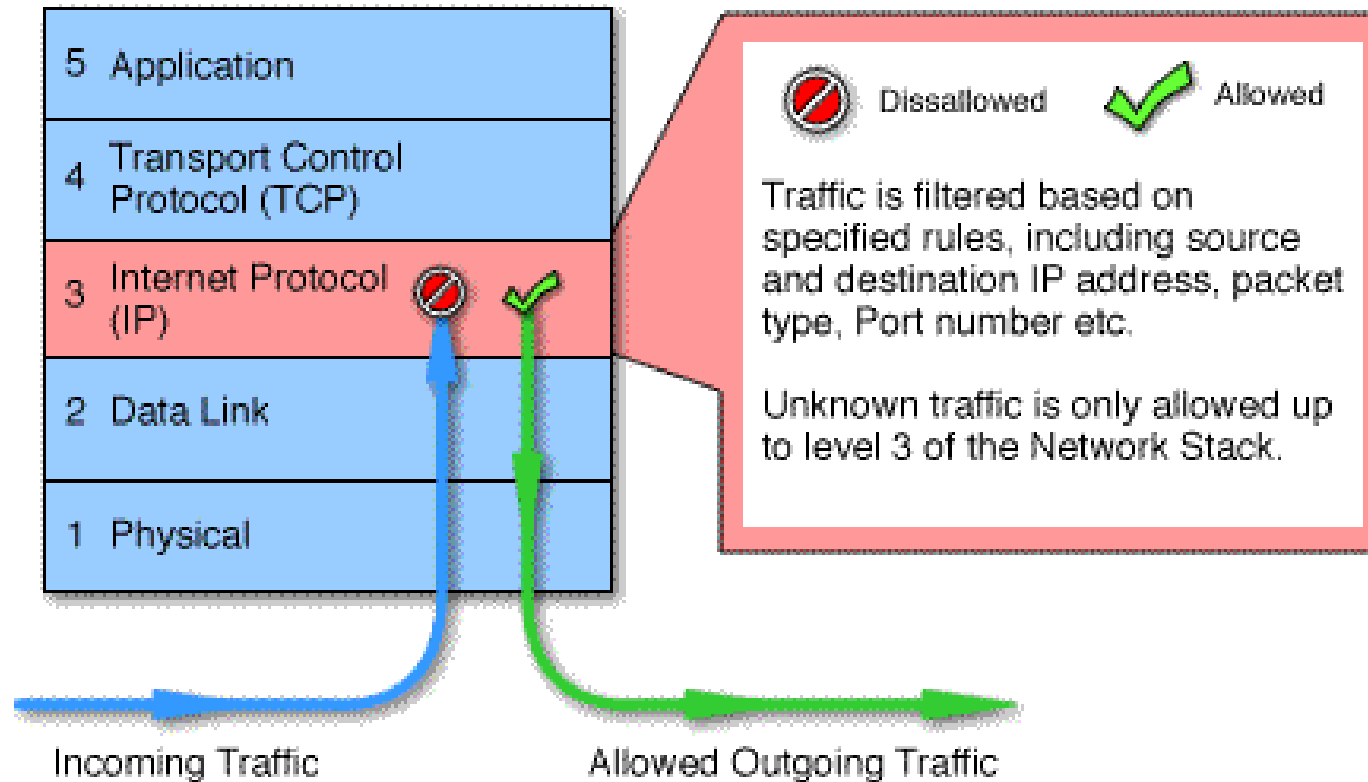 5 Application
4 Transport Control
Protocol (TCP)
3 Internet Protocol
(IP)
2 Data Link
1 Physical
Incoming Traffic
Allowed Outgoing Traffic
Dissallowed
Allowed
Traffic is filtered based on
specified rules, including source
and destination IP address, packet
type, Port number etc.
Unknown traffic is only allowed up
to level 3 of the Network Stack.